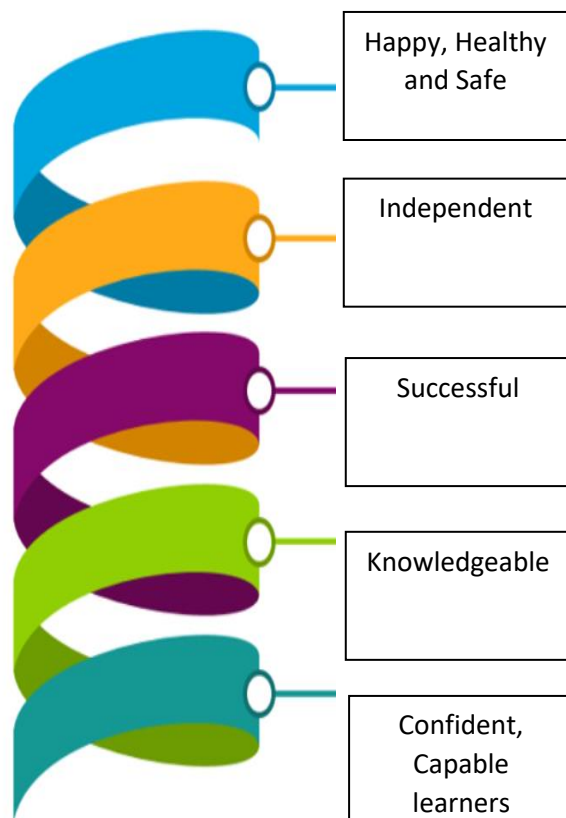 Happy, Healthy
and Safe
Independent
Successful
Knowledgeable
Confident,
Capable
learners